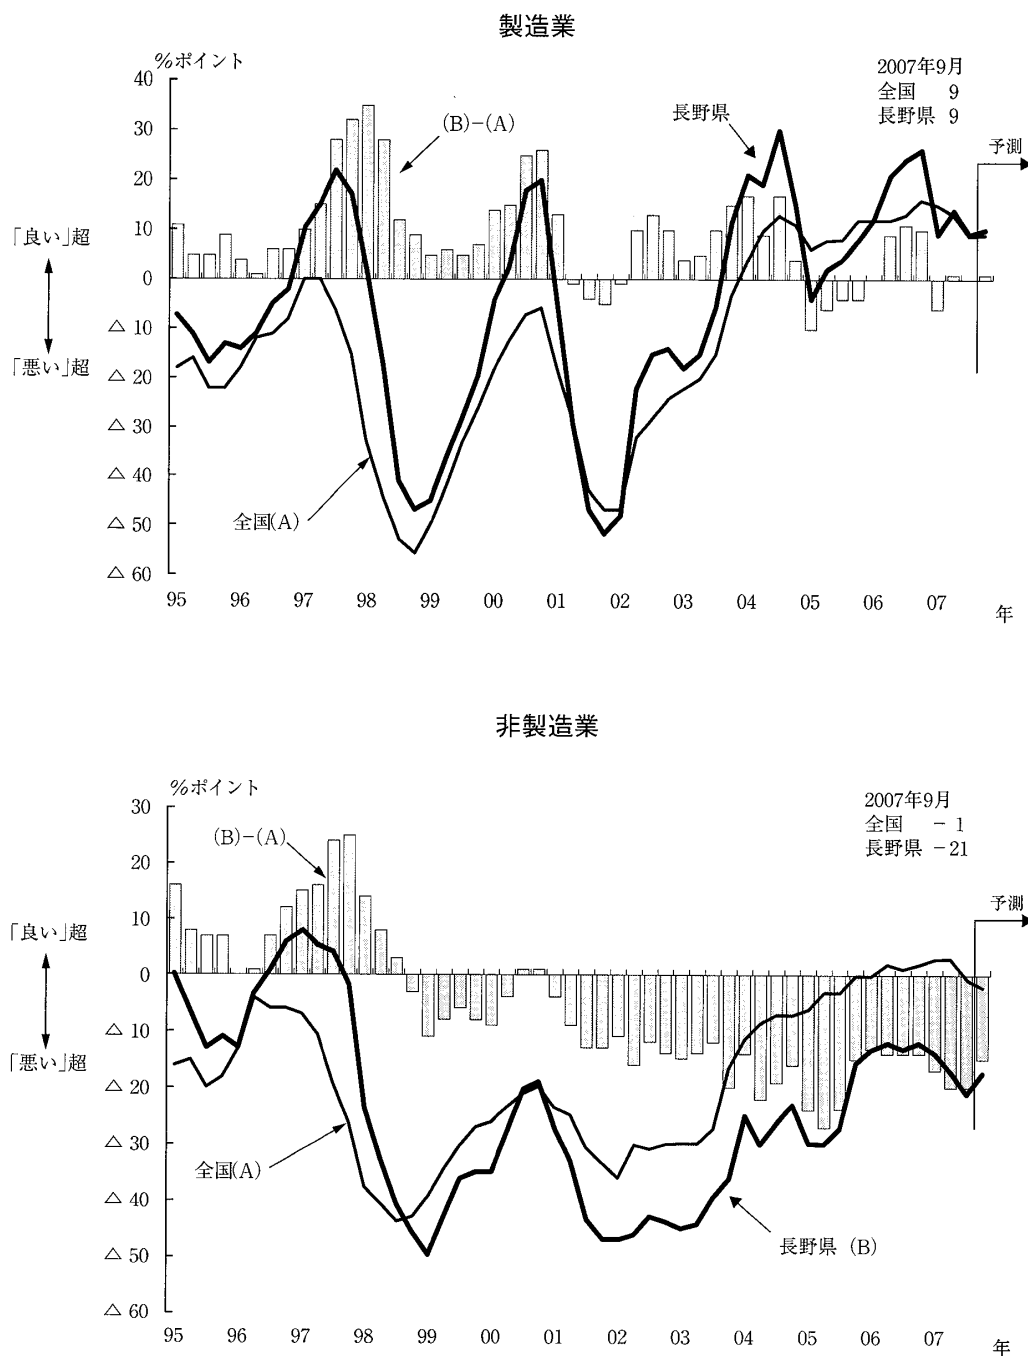 製造業
％ポイント
2007年9月
全国 9
長野県 9
40
30
20
10
0
△ 10
△ 20
△ 30
△ 40
△ 50
△ 60
「良い」超
「悪い」超
(B)−(A)
長野県
予測
全国(A)
95 96 97 98 99 00 01 02 03 04 05 06 07
年
非製造業
％ポイント
2007年9月
全国 −1
長野県 −21
30
20
10
0
△ 10
△ 20
△ 30
△ 40
△ 50
△ 60
「良い」超
「悪い」超
(B)−(A)
予測
全国(A)
長野県 (B)
95 96 97 98 99 00 01 02 03 04 05 06 07
年